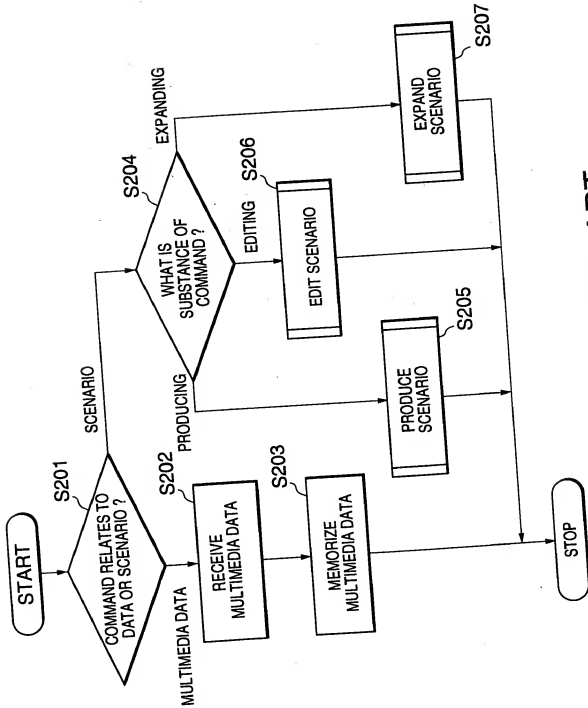 START
S201
COMMAND RELATES TO
DATA OR SCENARIO ?
SCENARIO
MULTIMEDIA DATA
S202
RECEIVE
MULTIMEDIA DATA
S203
MEMORIZE
MULTIMEDIA DATA
S204
WHAT IS
SUBSTANCE OF
COMMAND ?
PRODUCING
EDITING
EXPANDING
S205
PRODUCE
SCENARIO
S206
EDIT SCENARIO
S207
EXPAND
SCENARIO
STOP